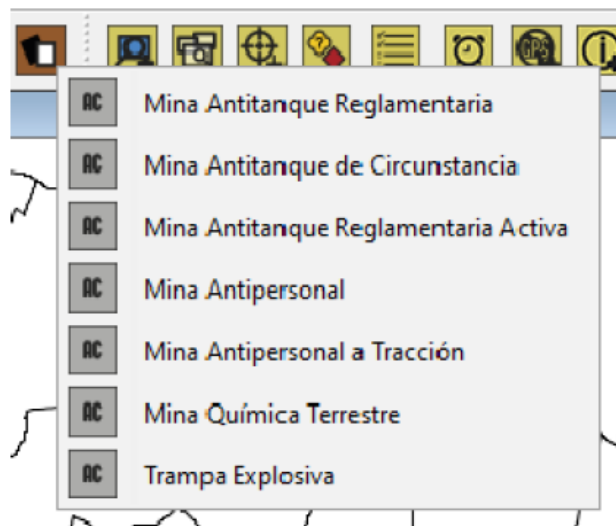 GPS
AC Mina Antitanque Reglamentaria
AC Mina Antitanque de Circunstancia
AC Mina Antitanque Reglamentaria Activa
AC Mina Antipersonal
AC Mina Antipersonal a Tracción
AC Mina Química Terrestre
AC Trampa Explosiva